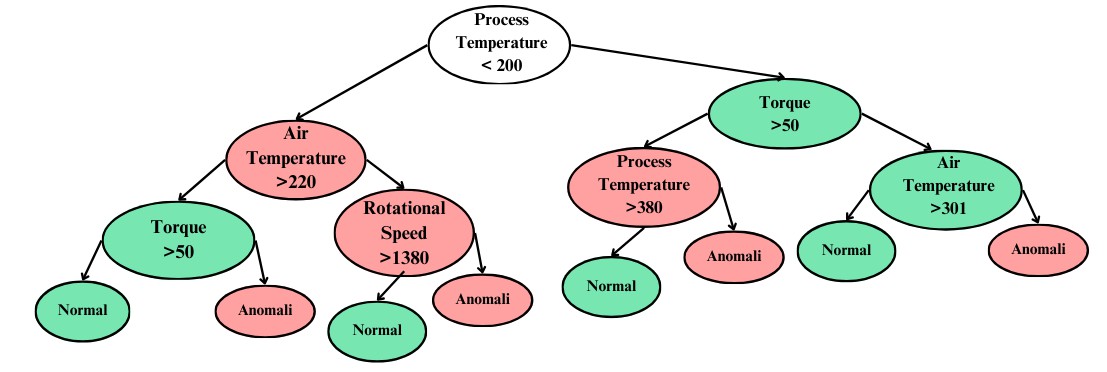 Process
Temperature
< 200
Torque
>50
Air
Temperature
>220
Process
Temperature
>380
Air
Temperature
>301
Rotational
Speed
>1380
Torque
>50
Normal
Anomali
Normal
Anomali
Normal
Anomali
Normal
Anomali